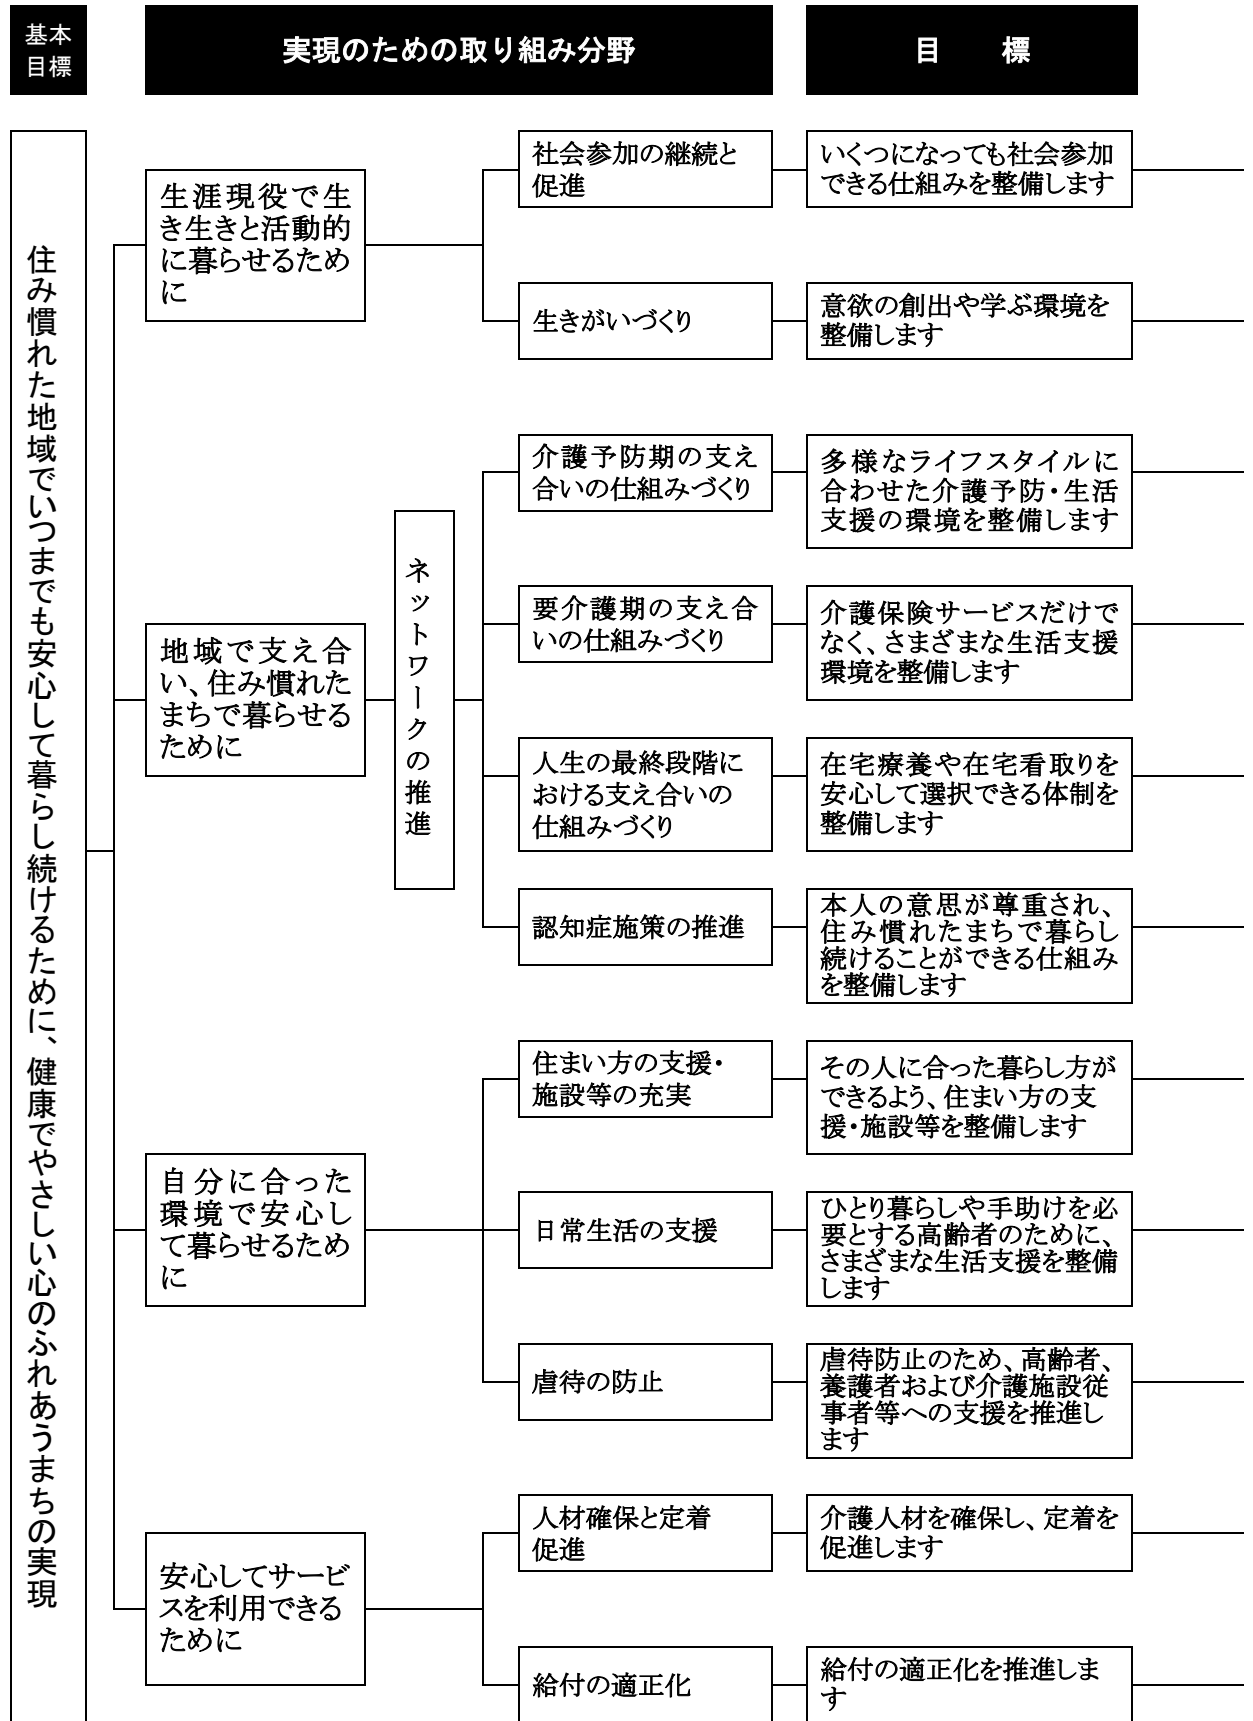 基本
目標
実現のための取り組み分野
目　　標
住み慣れた地域でいつまでも安心して暮らし続けるために、健康でやさしい心のふれあうまちの実現
生涯現役で生
き生きと活動的
に暮らせるため
に
社会参加の継続と
促進
いくつになっても社会参加
できる仕組みを整備します
生きがいづくり
意欲の創出や学ぶ環境を
整備します
地域で支え合
い、住み慣れた
まちで暮らせる
ために
ネットワークの推進
介護予防期の支え
合いの仕組みづくり
多様なライフスタイルに
合わせた介護予防・生活
支援の環境を整備します
要介護期の支え合
いの仕組みづくり
介護保険サービスだけで
なく、さまざまな生活支援
環境を整備します
人生の最終段階に
おける支え合いの
仕組みづくり
在宅療養や在宅看取りを
安心して選択できる体制を
整備します
認知症施策の推進
本人の意思が尊重され、
住み慣れたまちで暮らし
続けることができる仕組み
を整備します
自分に合った
環境で安心し
て暮らせるため
に
住まい方の支援・
施設等の充実
その人に合った暮らし方が
できるよう、住まい方の支
援・施設等を整備します
日常生活の支援
ひとり暮らしや手助けを必
要とする高齢者のために、
さまざまな生活支援を整備
します
虐待の防止
虐待防止のため、高齢者、
養護者および介護施設従
事者等への支援を推進し
ます
安心してサービ
スを利用できる
ために
人材確保と定着
促進
介護人材を確保し、定着を
促進します
給付の適正化
給付の適正化を推進しま
す